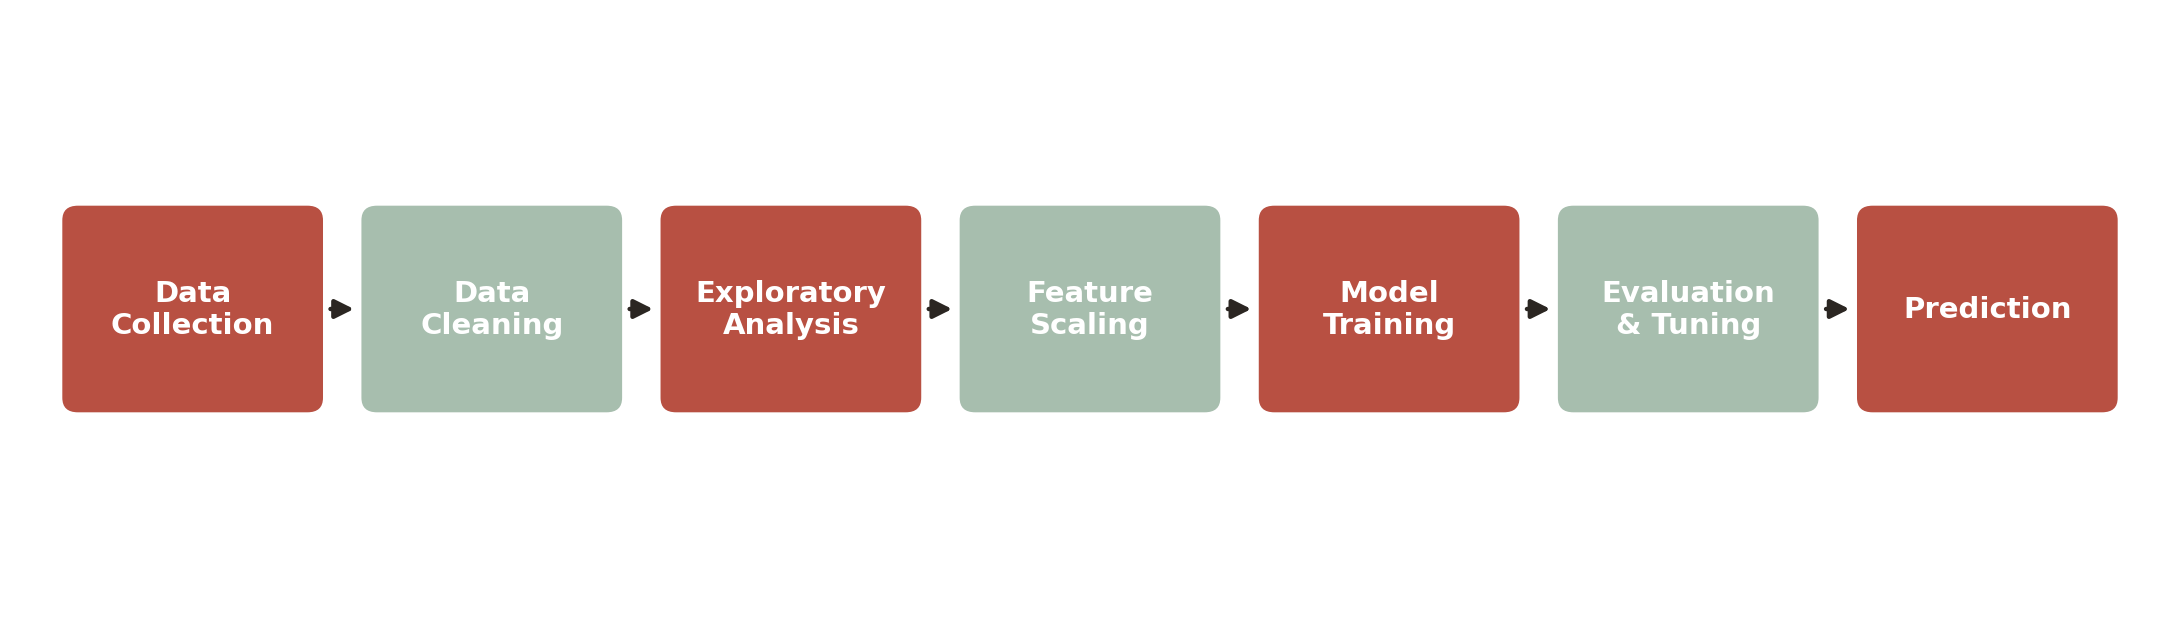 Data
Collection
Data
Cleaning
Exploratory
Analysis
Feature
Scaling
Model
Training
Evaluation
& Tuning
Prediction